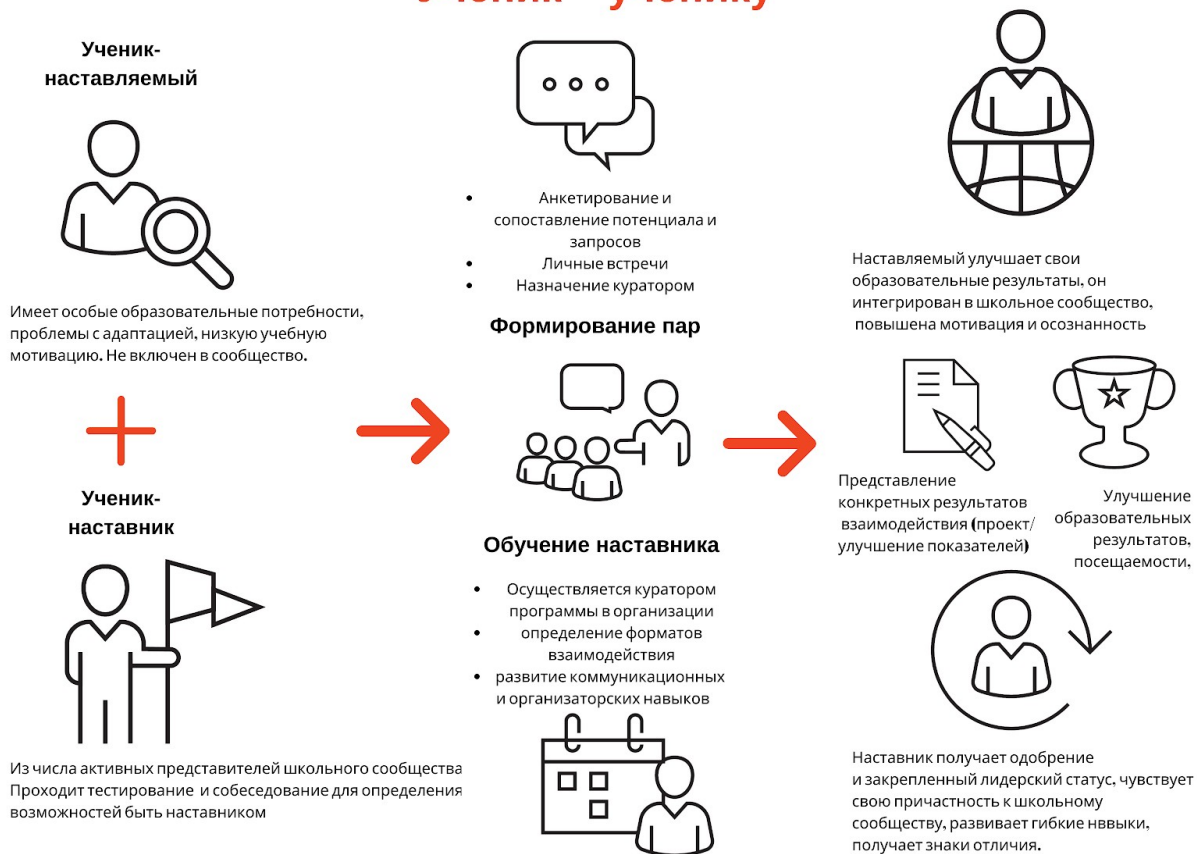 Ученик - ученику
Ученик-
наставляемый
Имеет особые образовательные потребности,
проблемы с адаптацией, низкую учебную
мотивацию. Не включен в сообщество.
Ученик-
наставник
Из числа активных представителей школьного сообщества
Проходит тестирование и собеседование для определения
возможностей быть наставником
• Анкетирование и
сопоставление потенциала и
запросов
• Личные встречи
• Назначение куратором
Формирование пар
Обучение наставника
• Осуществляется куратором
программы в организации
• определение форматов
взаимодействия
• развитие коммуникационных
и организаторских навыков
Наставляемый улучшает свои
образовательные результаты, он
интегрирован в школьное сообщество,
повышена мотивация и осознанность
Представление
конкретных результатов
взаимодействия (проект/
улучшение показателей)
Улучшение
образовательных
результатов,
посещаемости,
Наставник получает одобрение
и закрепленный лидерский статус, чувствует
свою причастность к школьному
сообществу, развивает гибкие нввыки,
получает знаки отличия.